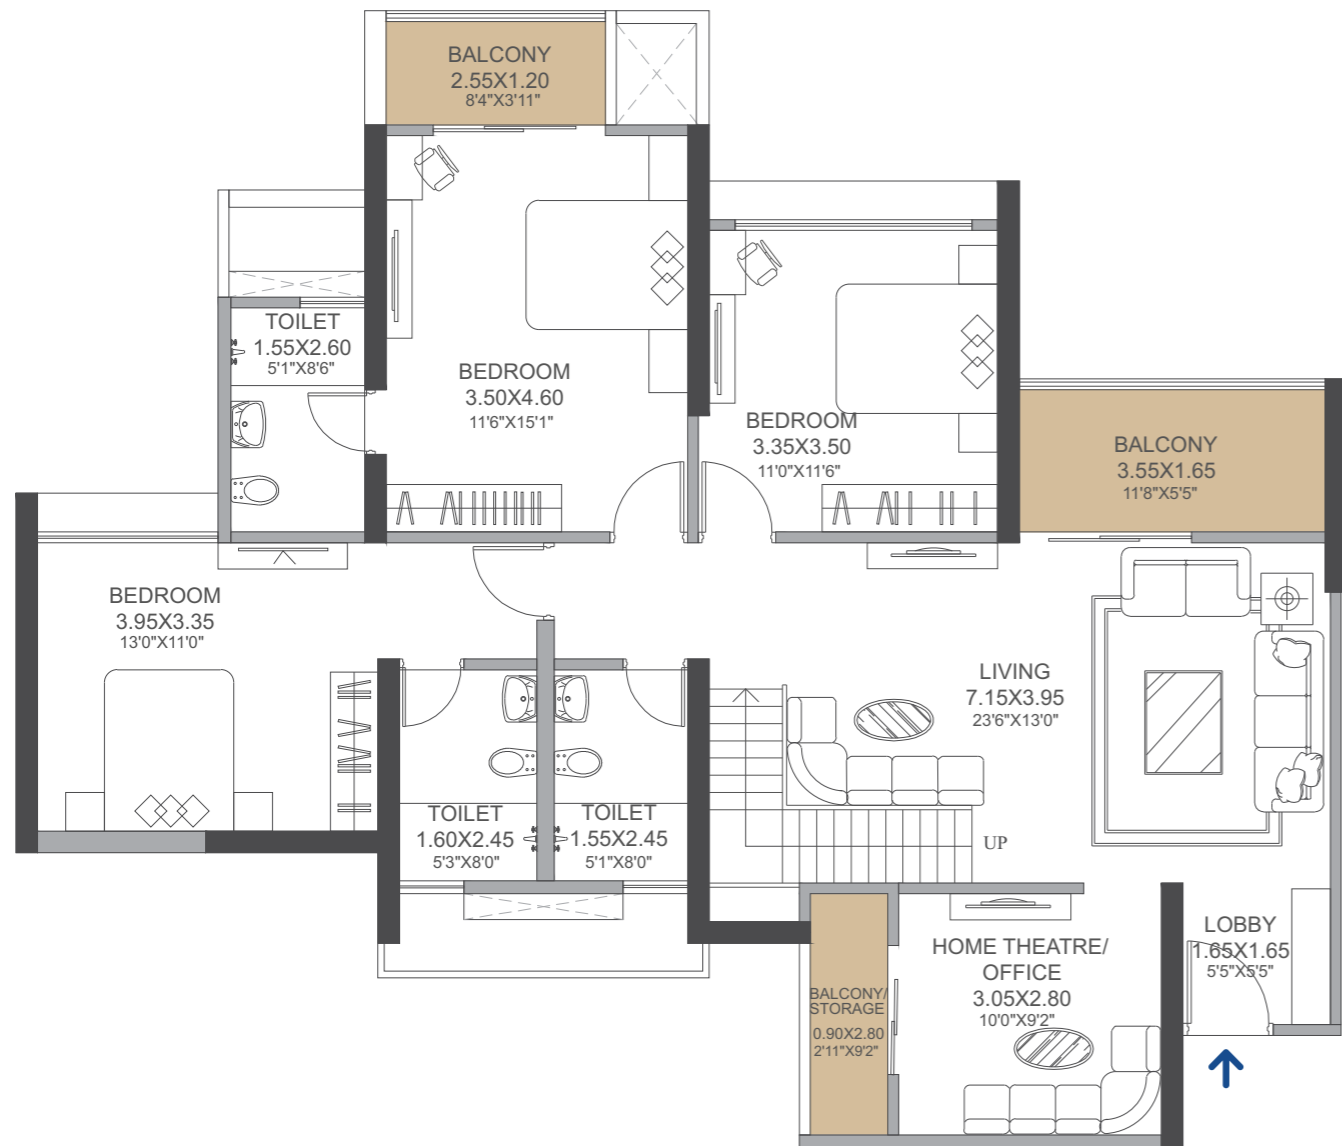 BALCONY
2.55X1.20
8'4"X3'11"
TOILET
1.55X2.60
5'1"X8'6"
BEDROOM
3.50X4.60
11'6"X15'1"
BEDROOM
3.35X3.50
11'0"X11'6"
BALCONY
3.55X1.65
11'8"X5'5"
BEDROOM
3.95X3.35
13'0"X11'0"
LIVING
7.15X3.95
23'6"X13'0"
TOILET
1.60X2.45
5'3"X8'0"
TOILET
1.55X2.45
5'1"X8'0"
UP
LOBBY
1.65X1.65
5'5"X5'5"
HOME THEATRE/
OFFICE
3.05X2.80
10'0"X9'2"
BALCONY/
STORAGE
0.90X2.80
2'11"X9'2"